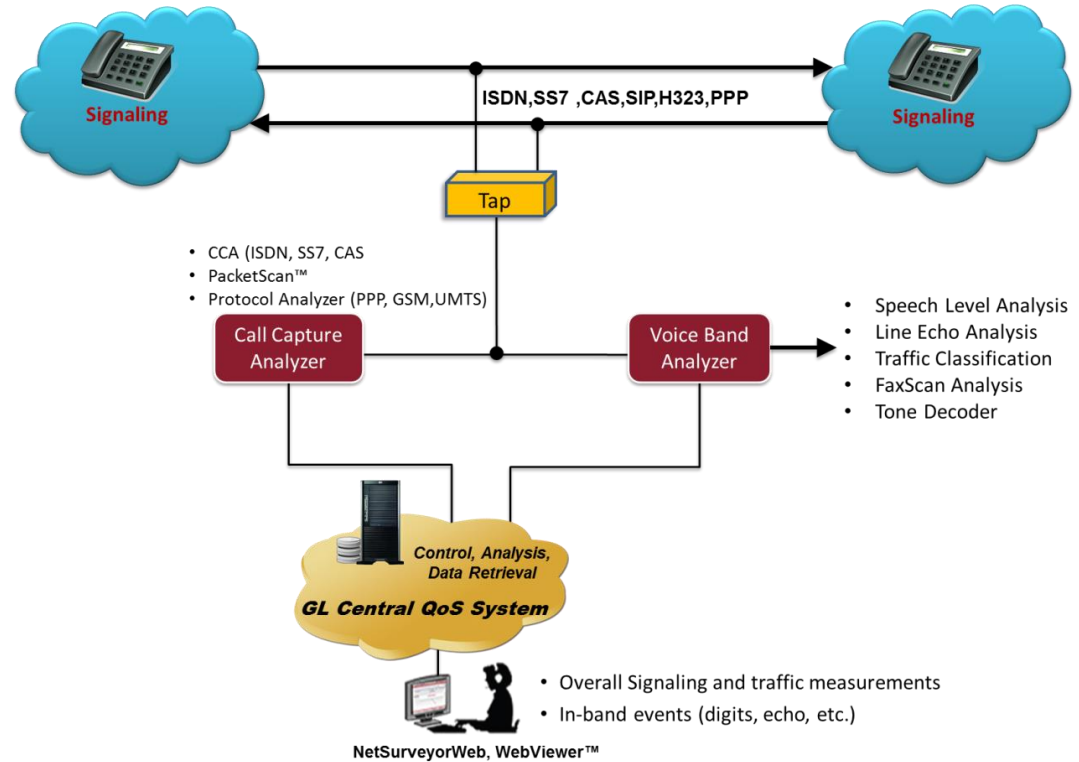 Signaling
Signaling
ISDN,SS7 ,CAS,SIP,H323,PPP
Tap
• CCA (ISDN, SS7, CAS
• PacketScan™
• Protocol Analyzer (PPP, GSM,UMTS)
Call Capture
Analyzer
Voice Band
Analyzer
• Speech Level Analysis
• Line Echo Analysis
• Traffic Classification
• FaxScan Analysis
• Tone Decoder
Control, Analysis,
Data Retrieval
GL Central QoS System
• Overall Signaling and traffic measurements
• In-band events (digits, echo, etc.)
NetSurveyorWeb, WebViewer™